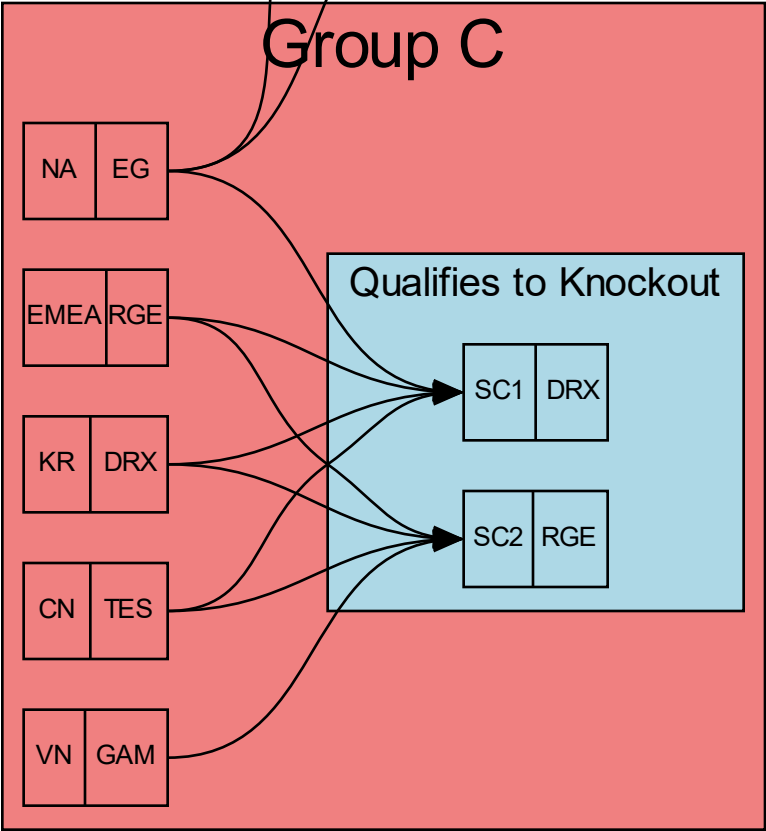 Group C
NA EG
EMEA RGE
KR DRX
CN TES
VN GAM
Qualifies to Knockout
SC1 DRX
SC2 RGE